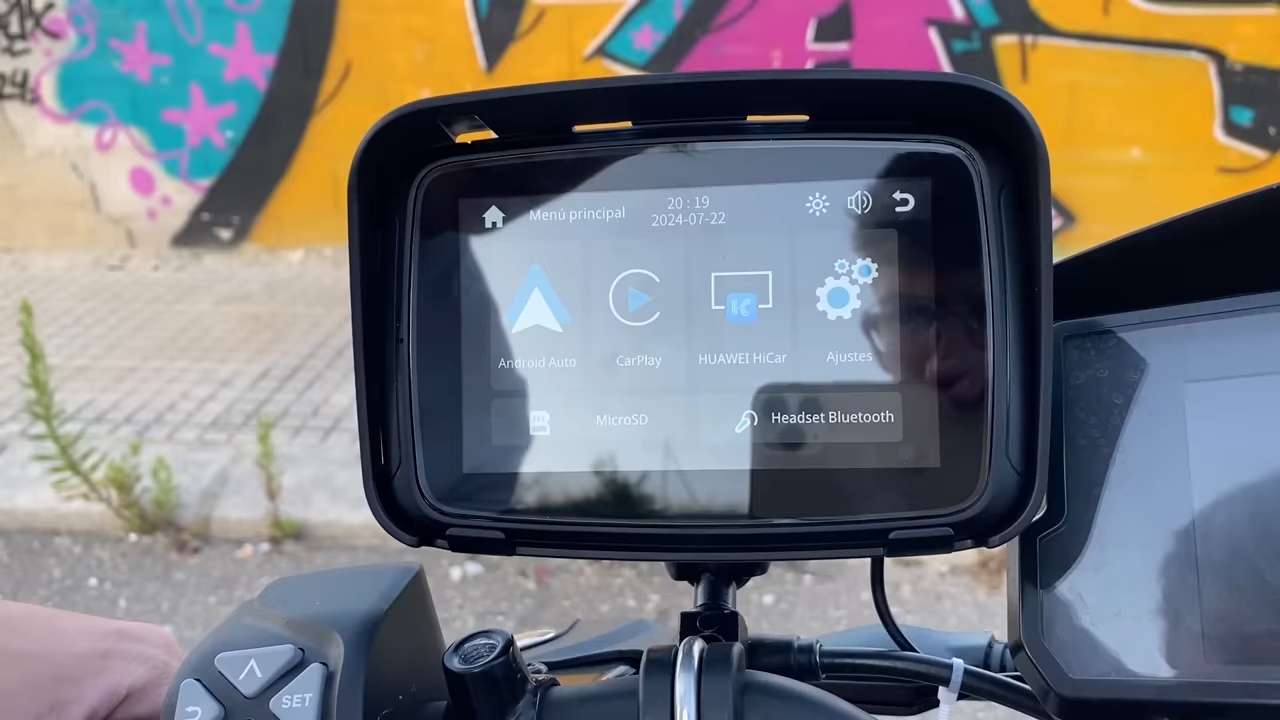 20 : 19
Menú principal
2024-07-22
Android Auto
CarPlay
HUAWEI HiCar
Ajustes
MicroSD
Headset Bluetooth
SET